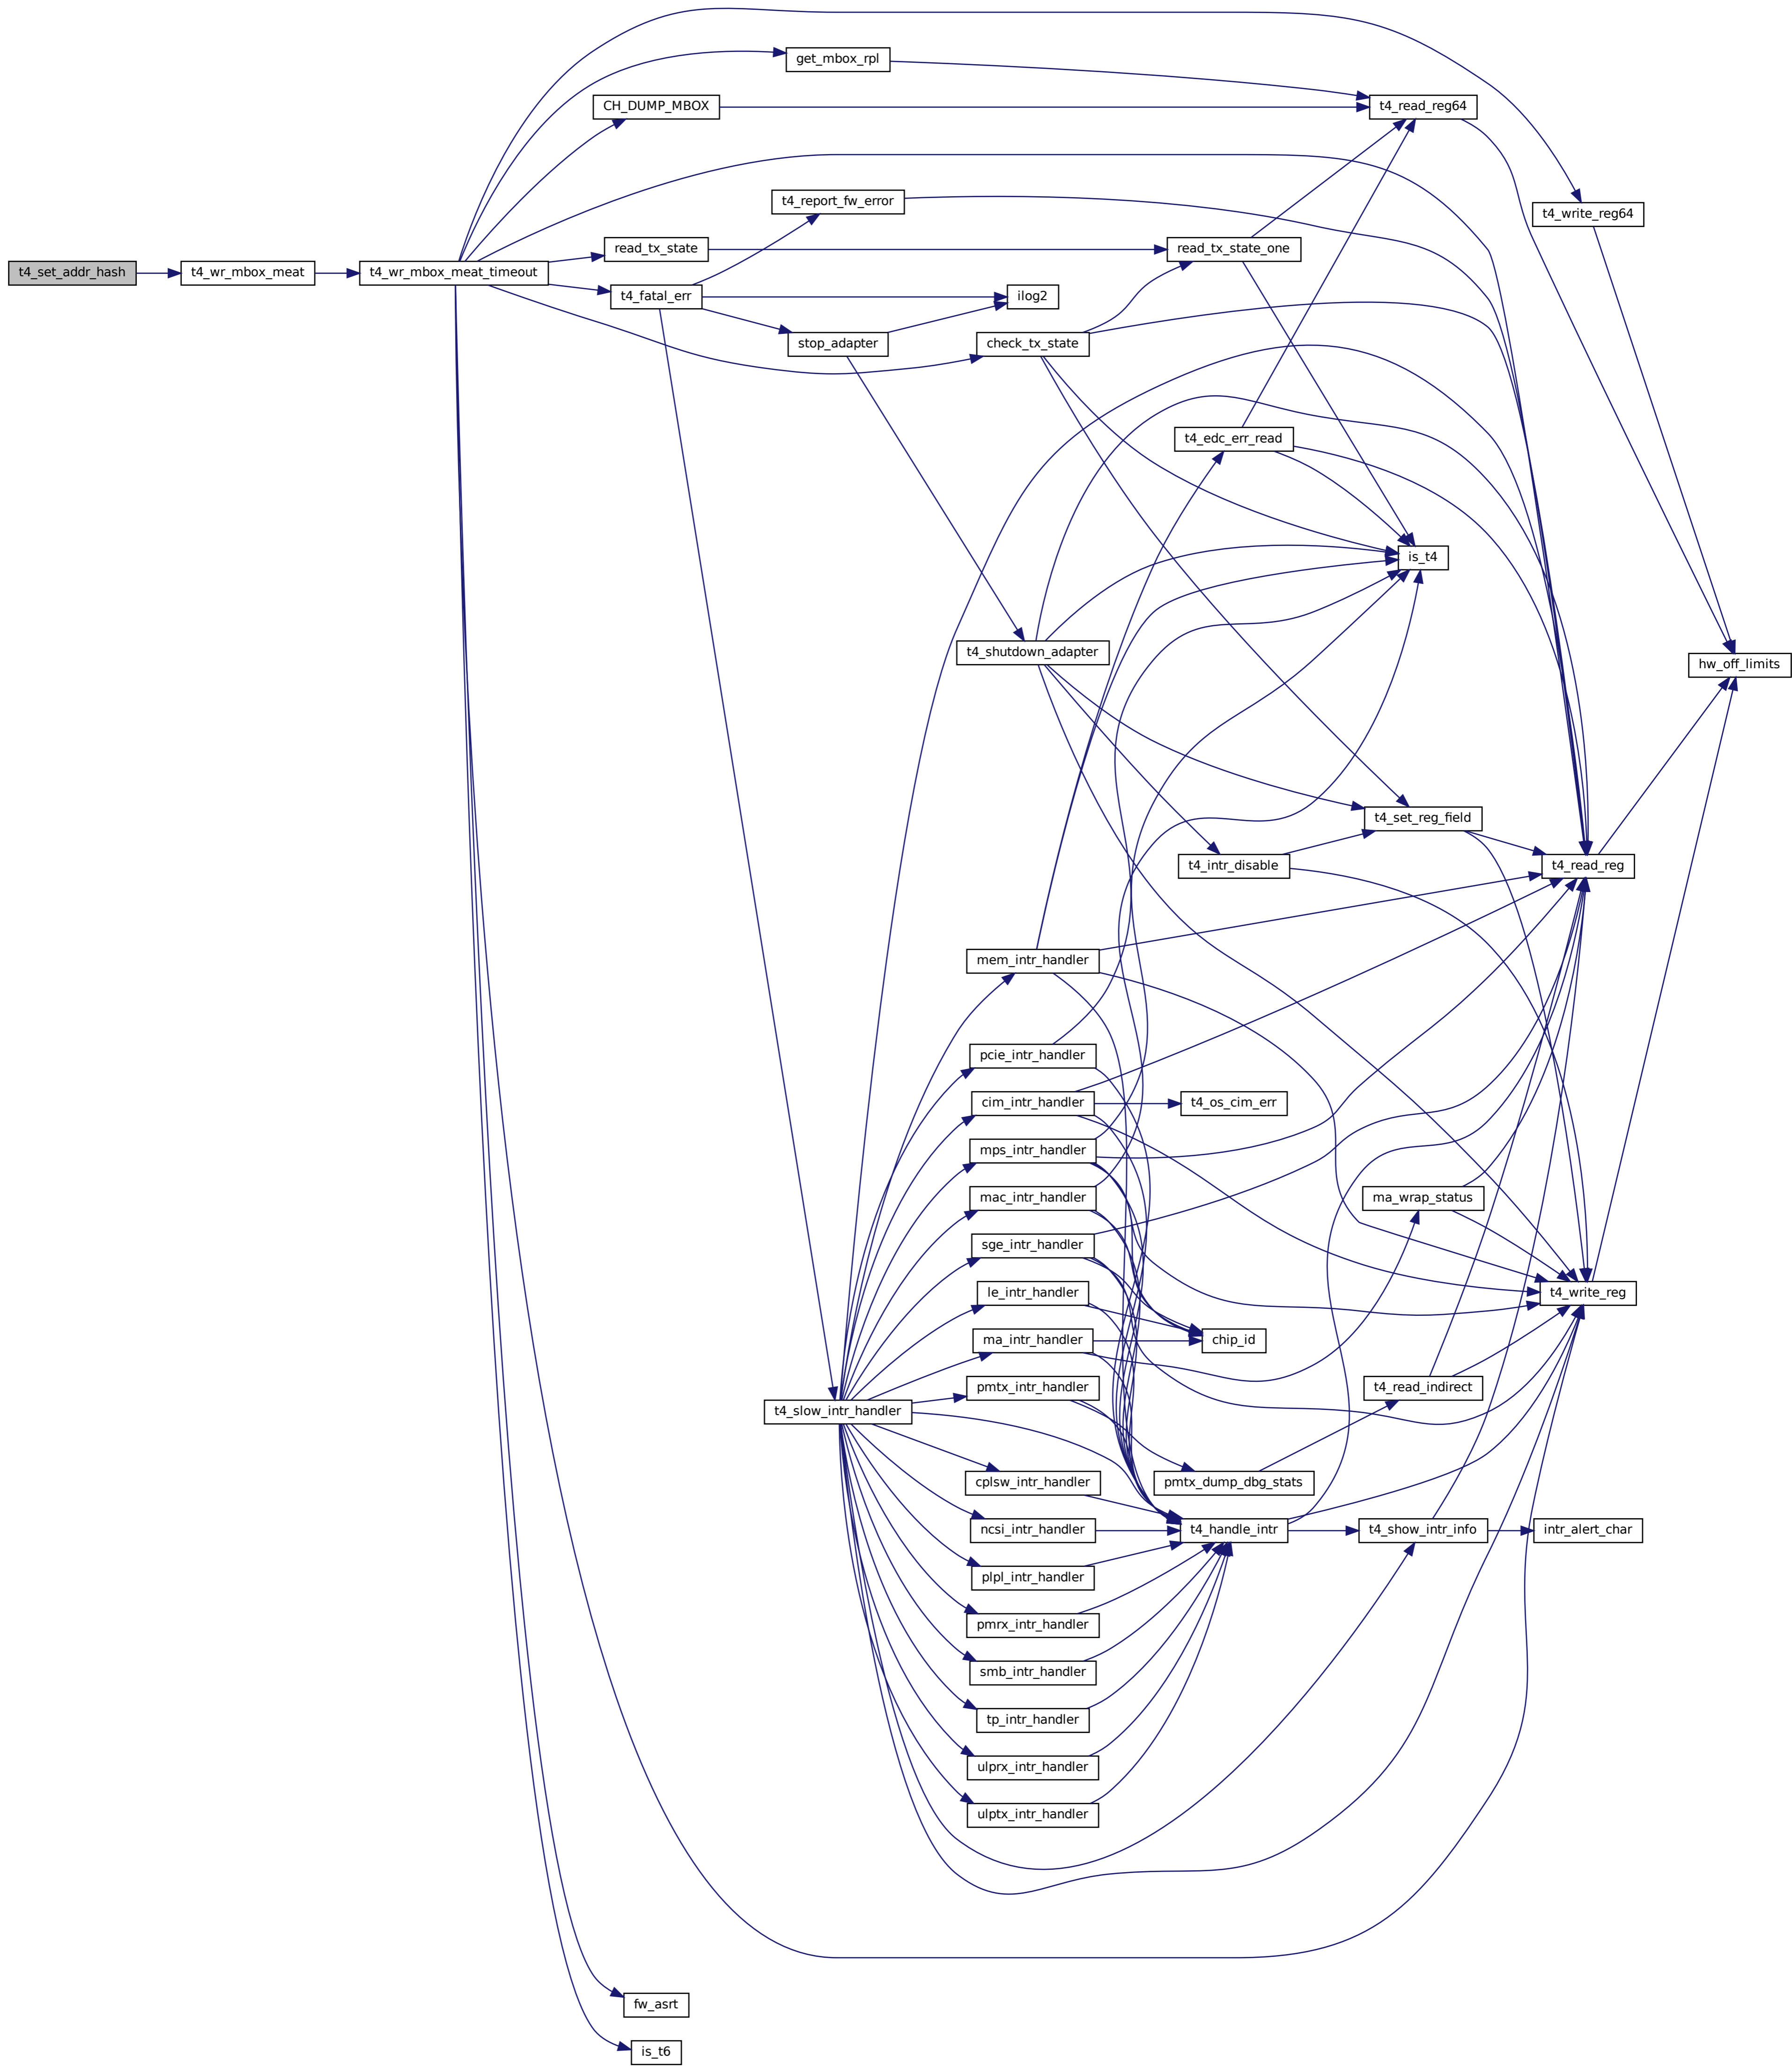 get_mbox_rpl
CH_DUMP_MBOX
t4_read_reg64
t4_report_fw_error
t4_write_reg64
read_tx_state
read_tx_state_one
t4_set_addr_hash
t4_wr_mbox_meat
t4_wr_mbox_meat_timeout
t4_fatal_err
ilog2
stop_adapter
check_tx_state
t4_edc_err_read
is_t4
t4_shutdown_adapter
hw_off_limits
t4_set_reg_field
t4_intr_disable
t4_read_reg
mem_intr_handler
pcie_intr_handler
cim_intr_handler
t4_os_cim_err
mps_intr_handler
mac_intr_handler
ma_wrap_status
sge_intr_handler
le_intr_handler
t4_write_reg
ma_intr_handler
chip_id
pmtx_intr_handler
t4_read_indirect
t4_slow_intr_handler
cplsw_intr_handler
pmtx_dump_dbg_stats
ncsi_intr_handler
t4_handle_intr
t4_show_intr_info
intr_alert_char
plpl_intr_handler
pmrx_intr_handler
smb_intr_handler
tp_intr_handler
ulprx_intr_handler
ulptx_intr_handler
fw_asrt
is_t6